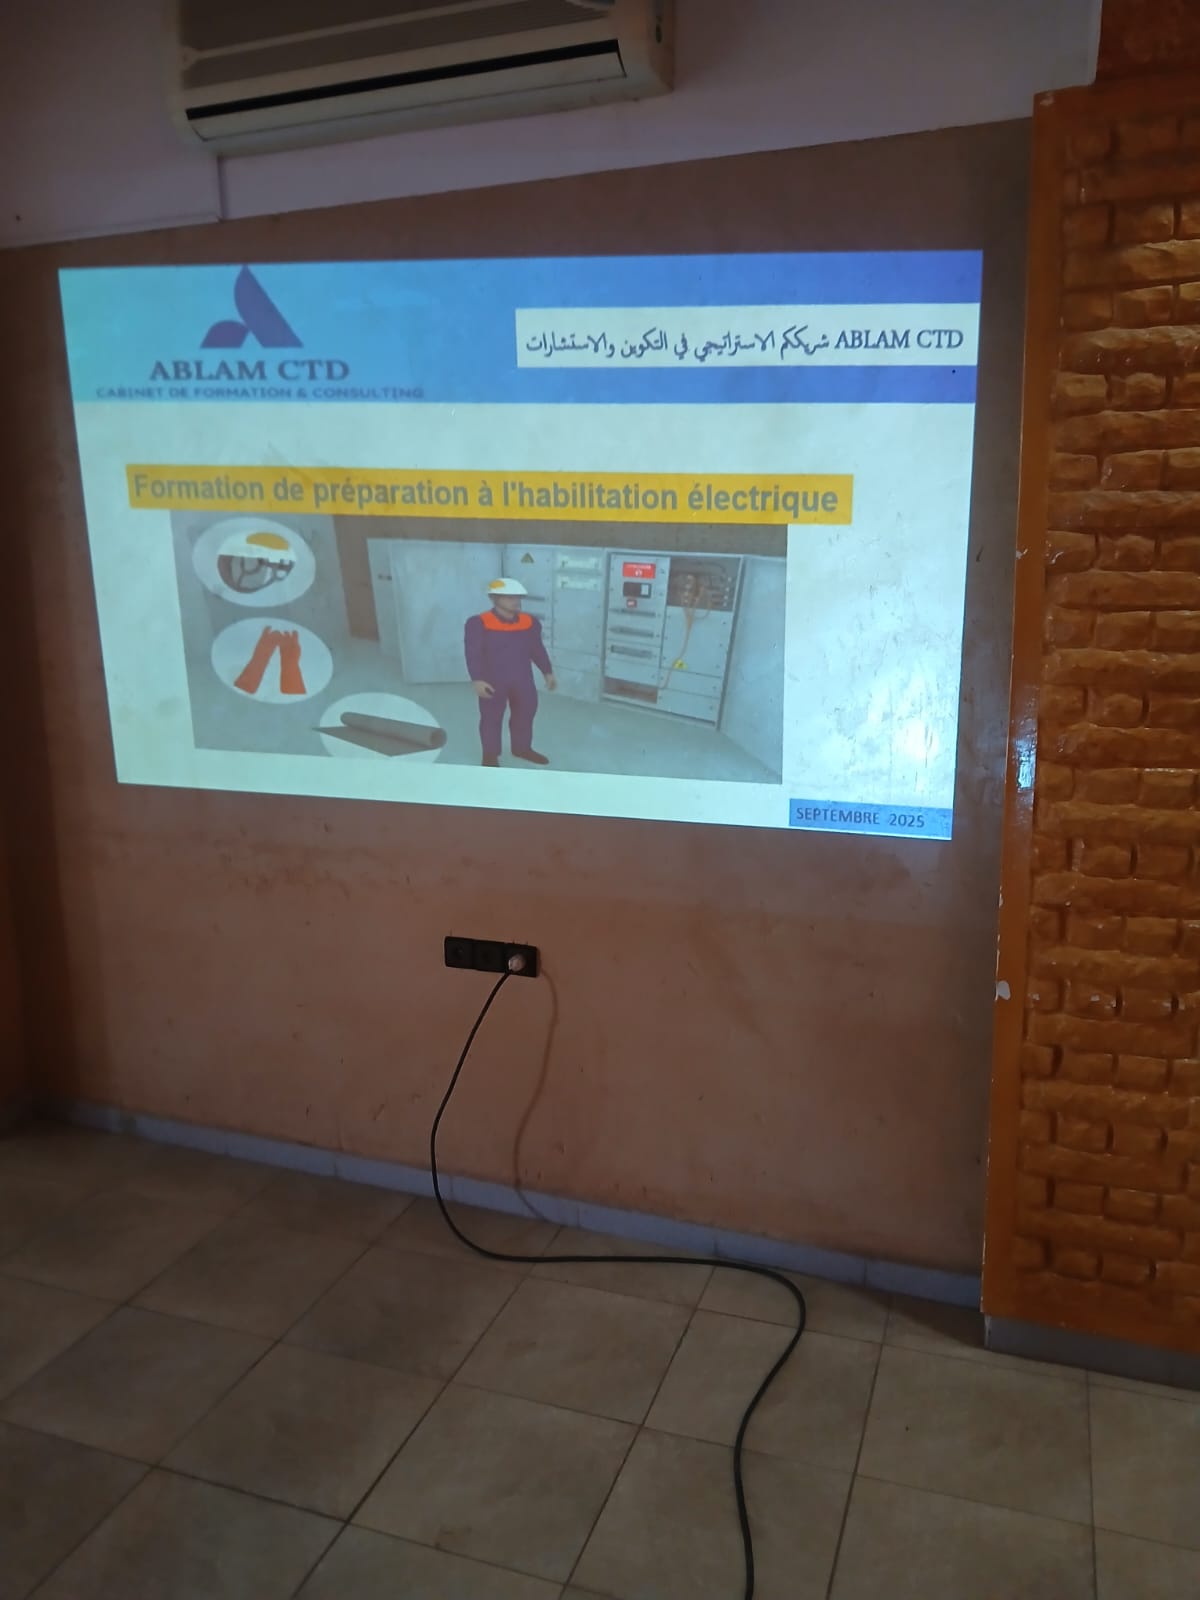 ABLAM CTD
CABINET DE FORMATION & CONSULTING
ABLAM CTD شريككم الاستراتيجي في التكوين والاستشارات
Formation de préparation à l'habilitation électrique
SEPTEMBRE 2025